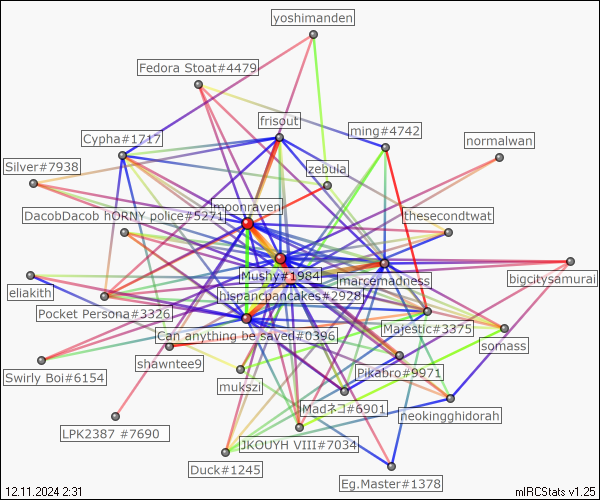 yoshimanden
Fedora Stoat#4479
frisout
ming#4742
Cypha#1717
normalwan
Silver#7938
zebula
moonraven
DacobDacob hORNY police#5271
thesecondtwat
Mushy#1984
marcemadness
bigcitysamurai
eliakith
hispancpancakes#2928
Pocket Persona#3326
Can anything be saved#0396
Majestic#3375
somass
shawntee9
Swirly Boi#6154
Pikabro#9971
mukszi
Madネコ#6901
neokingghidorah
LPK2387 #7690
JKOUYH VIII#7034
Duck#1245
Eg.Master#1378
12.11.2024 2:31
mIRCStats v1.25